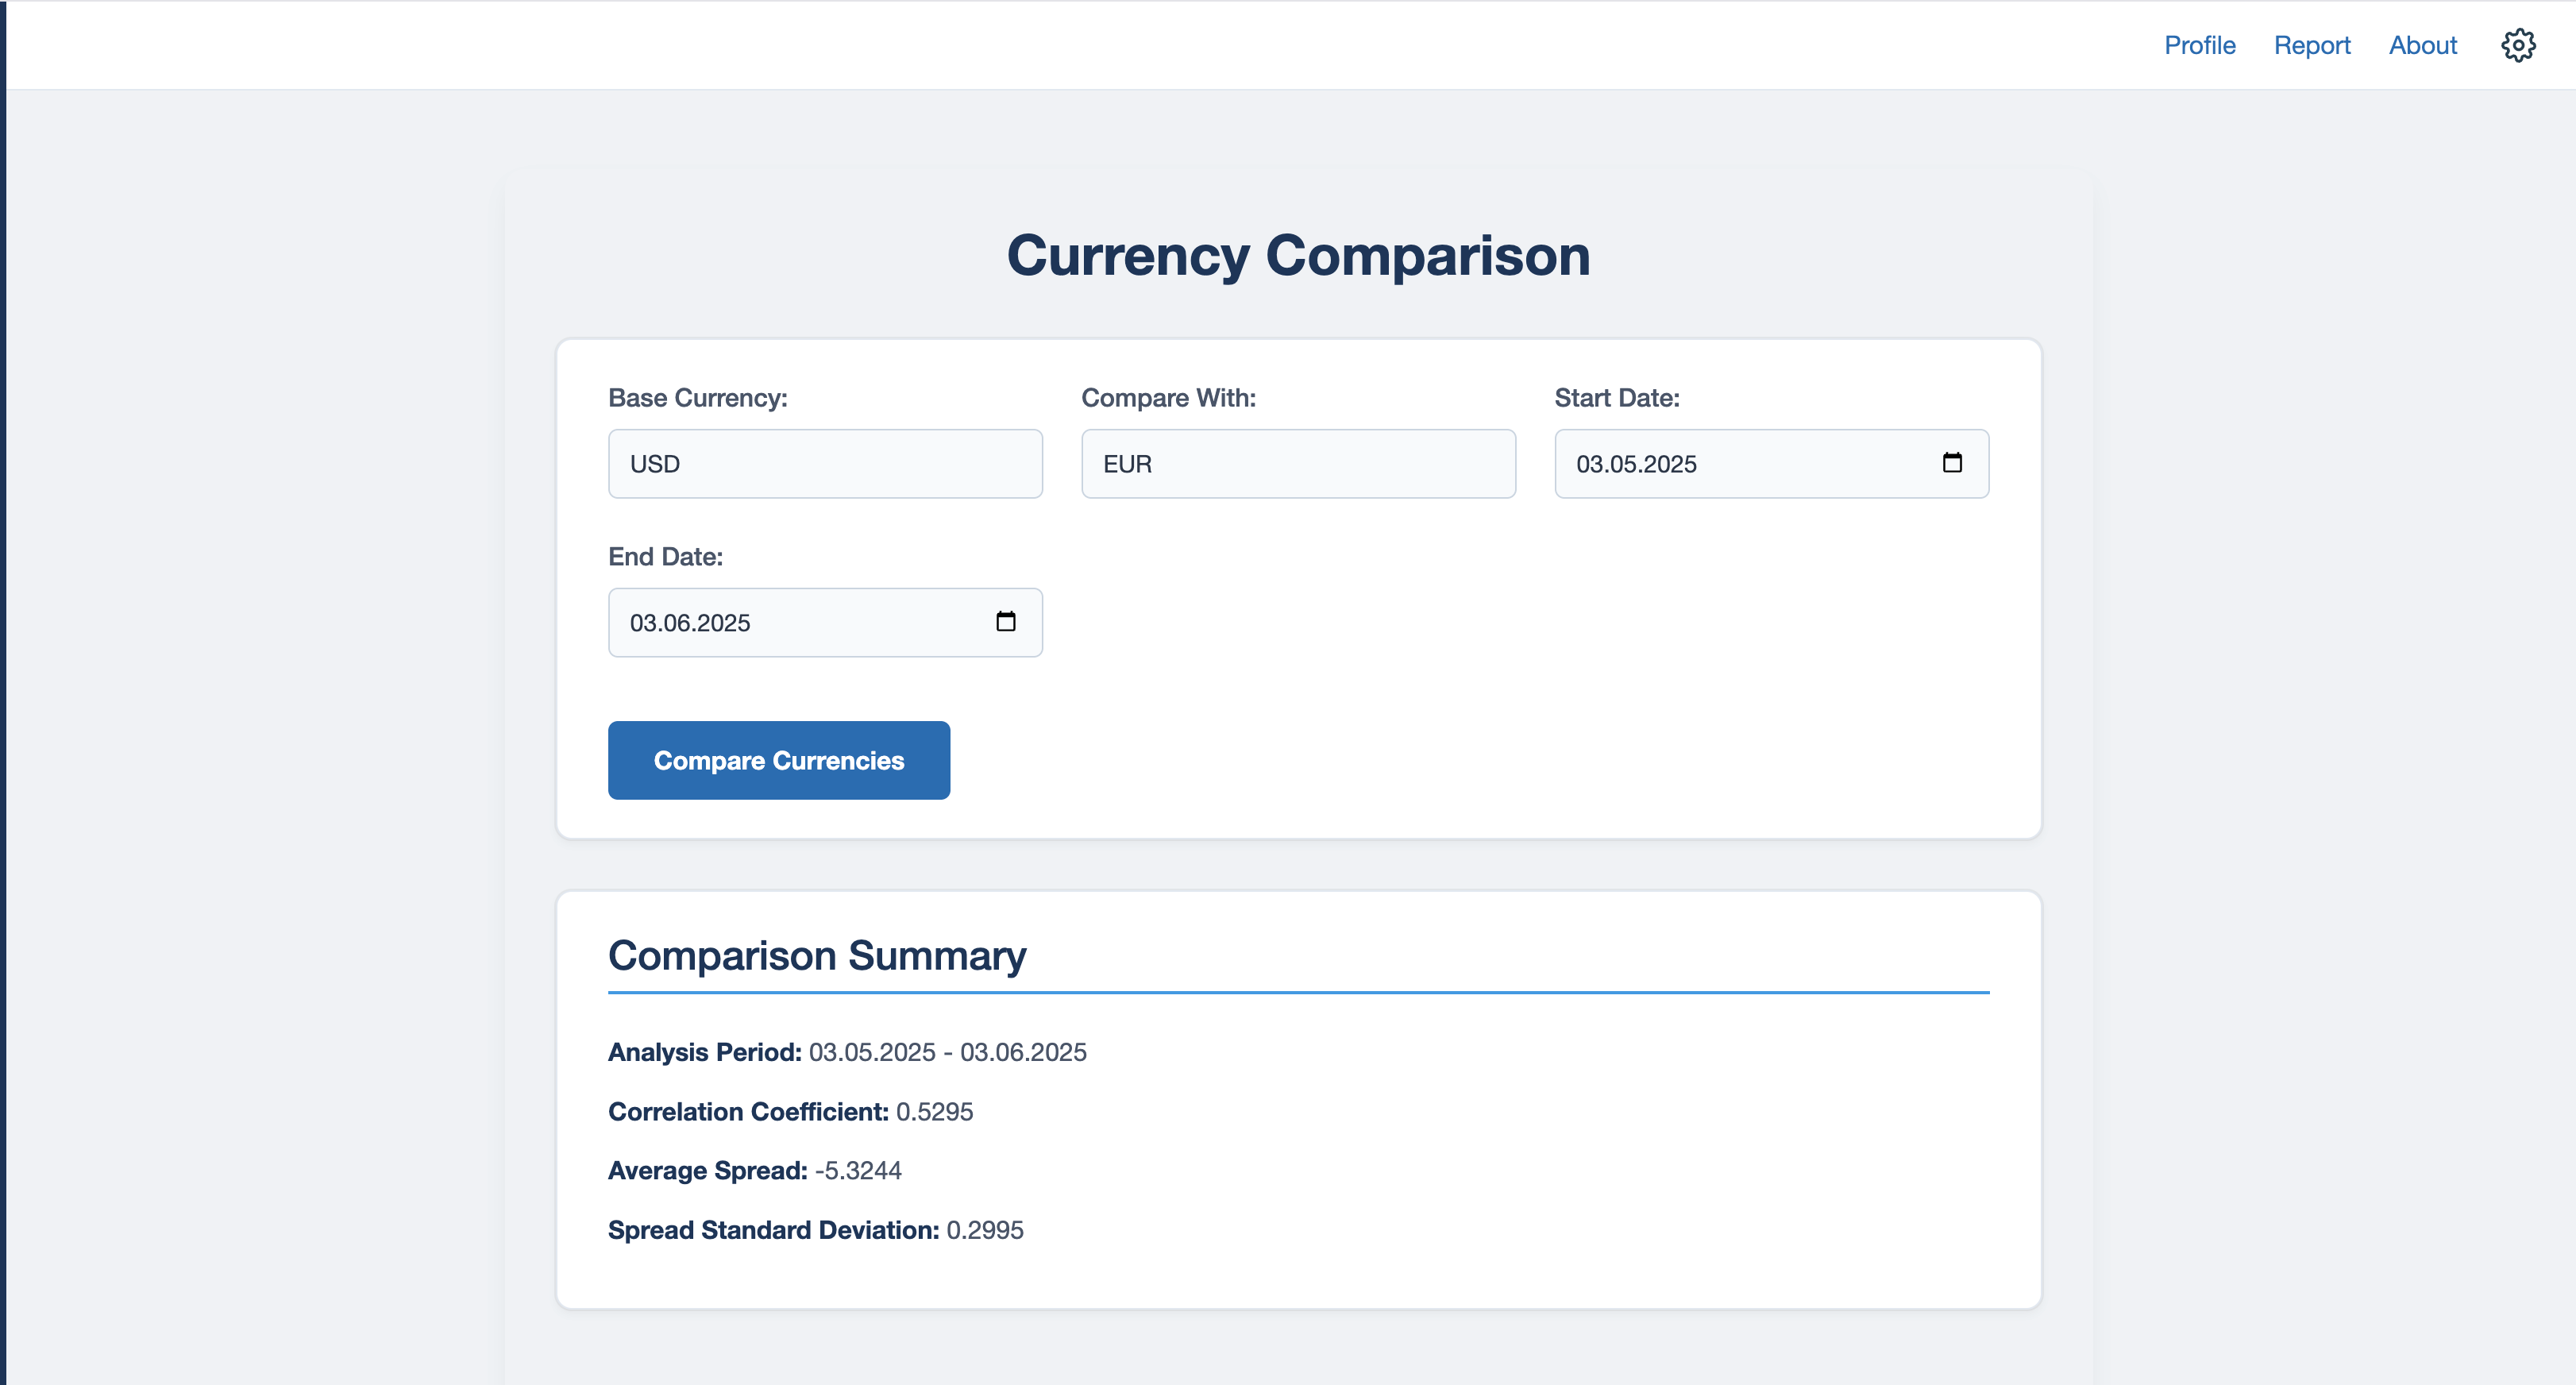 Profile Report About
Currency Comparison
Base Currency: Compare With: Start Date:
USD EUR 03.05.2025
End Date:
03.06.2025
Compare Currencies
Comparison Summary
Analysis Period: 03.05.2025 - 03.06.2025
Correlation Coefficient: 0.5295
Average Spread: -5.3244
Spread Standard Deviation: 0.2995